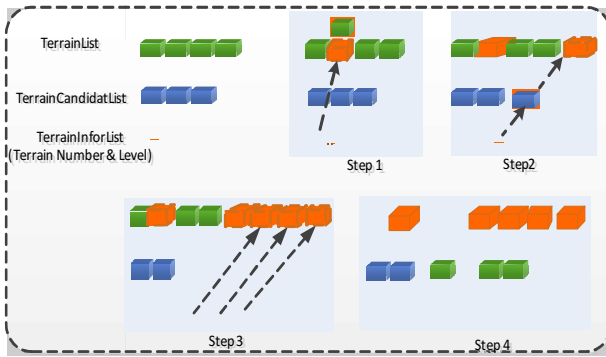 TerrainList
TerrainCandidatList
TerrainInforList
(Terrain Number & Level)
Step 1
Step2
Step 3
Step 4